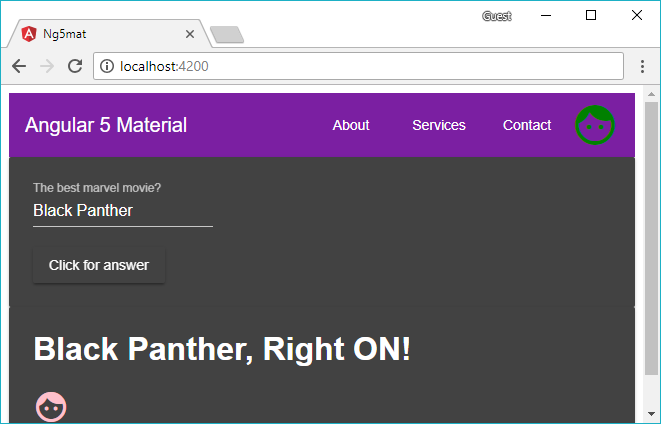 Guest
Ng5mat
localhost:4200
Angular 5 Material
About
Services
Contact
The best marvel movie?
Black Panther
Click for answer
Black Panther, Right ON!